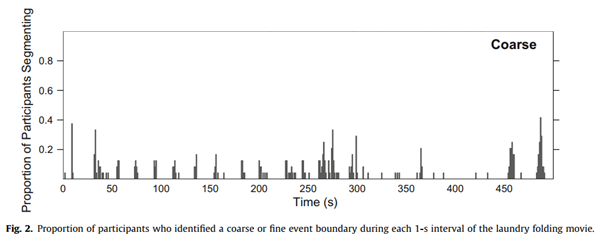 Coarse
Proportion of Participants Segmenting
0.8
0.6
0.4
0.2
0 50 100 150 200 250 300 350 400 450
Time (s)
Fig. 2. Proportion of participants who identified a coarse or fine event boundary during each 1-s interval of the laundry folding movie.